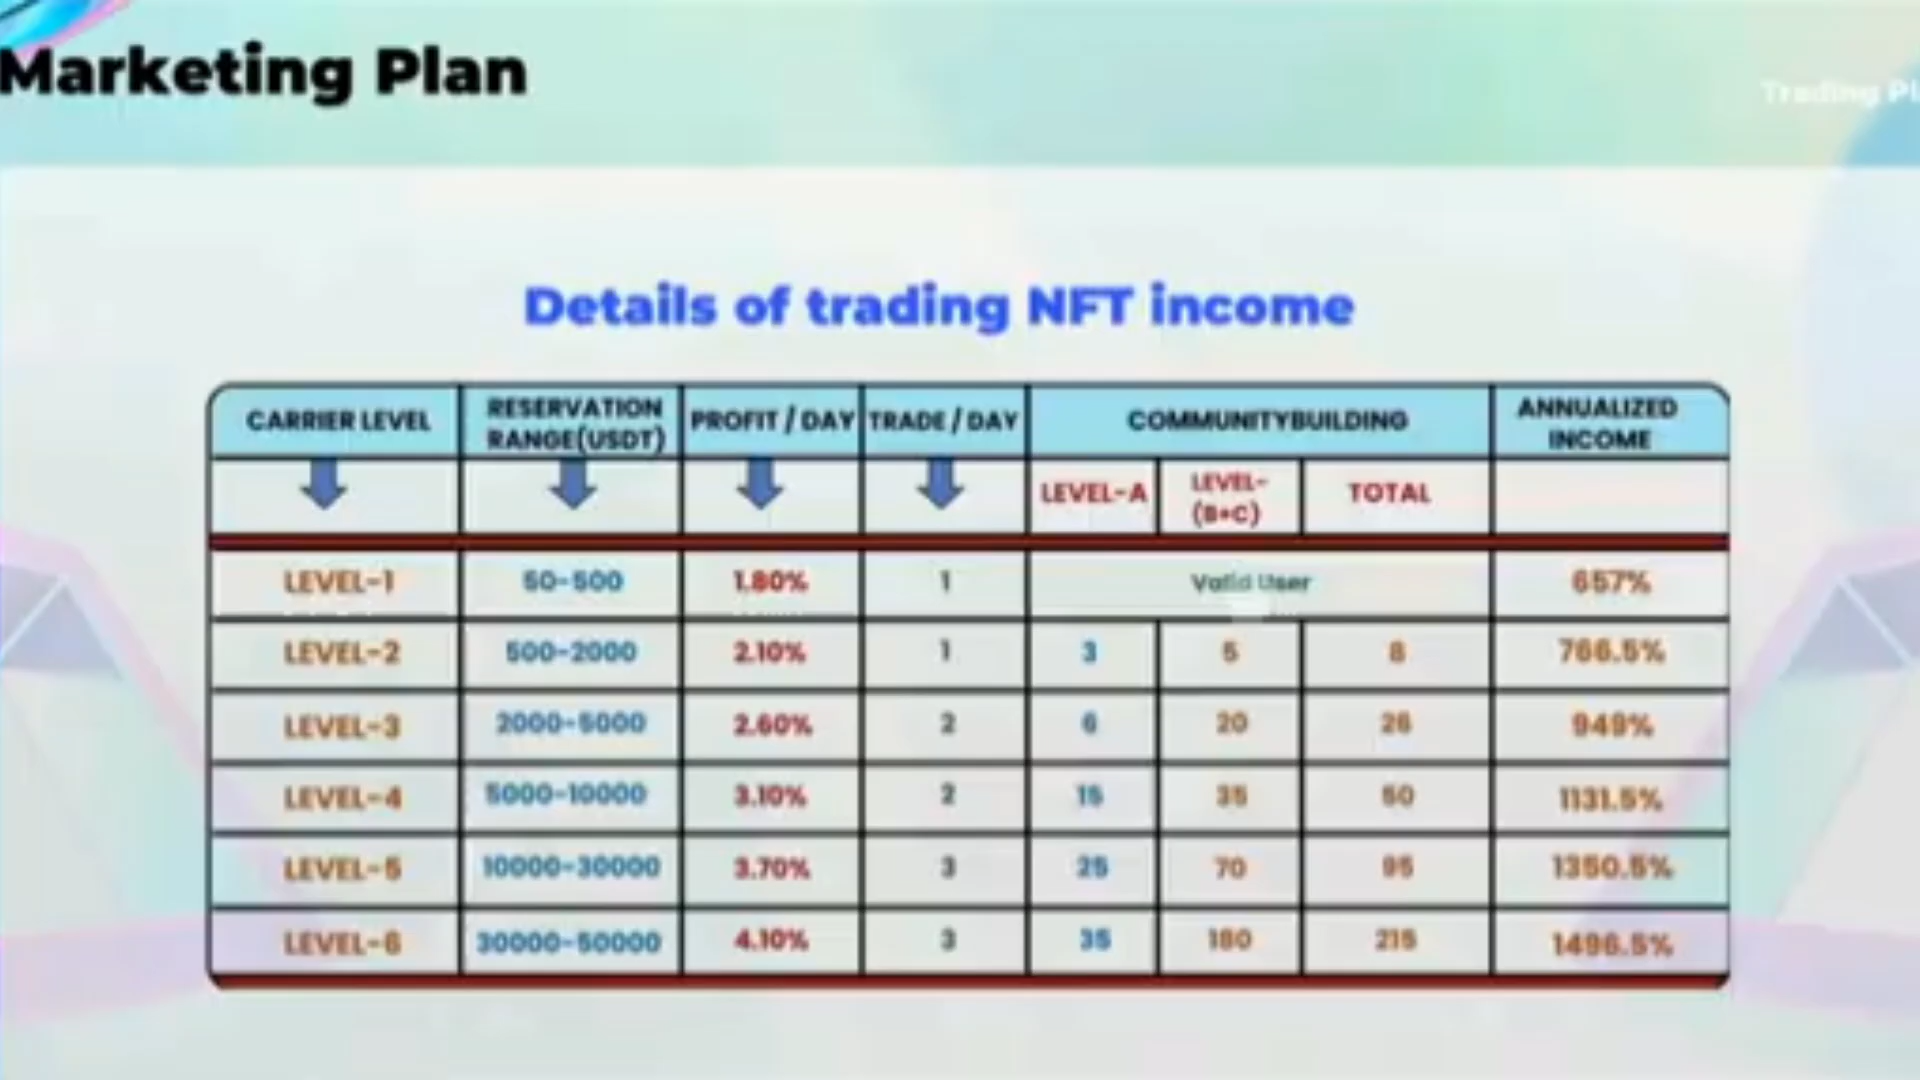 Marketing Plan
Trading Pl
Details of trading NFT income
CARRIER LEVEL
RESERVATION
RANGE(USDT)
PROFIT / DAY
TRADE / DAY
COMMUNITYBUILDING
ANNUALIZED
INCOME
LEVEL-A
LEVEL-
(B+C)
TOTAL
LEVEL-1 50-500 1.80% 1 Valid User 657%
LEVEL-2 500-2000 2.10% 1 3 5 8 766.5%
LEVEL-3 2000-5000 2.60% 2 6 20 26 949%
LEVEL-4 5000-10000 3.10% 2 15 35 50 1131.5%
LEVEL-5 10000-30000 3.70% 3 25 70 95 1350.5%
LEVEL-6 30000-50000 4.10% 3 35 180 215 1496.5%